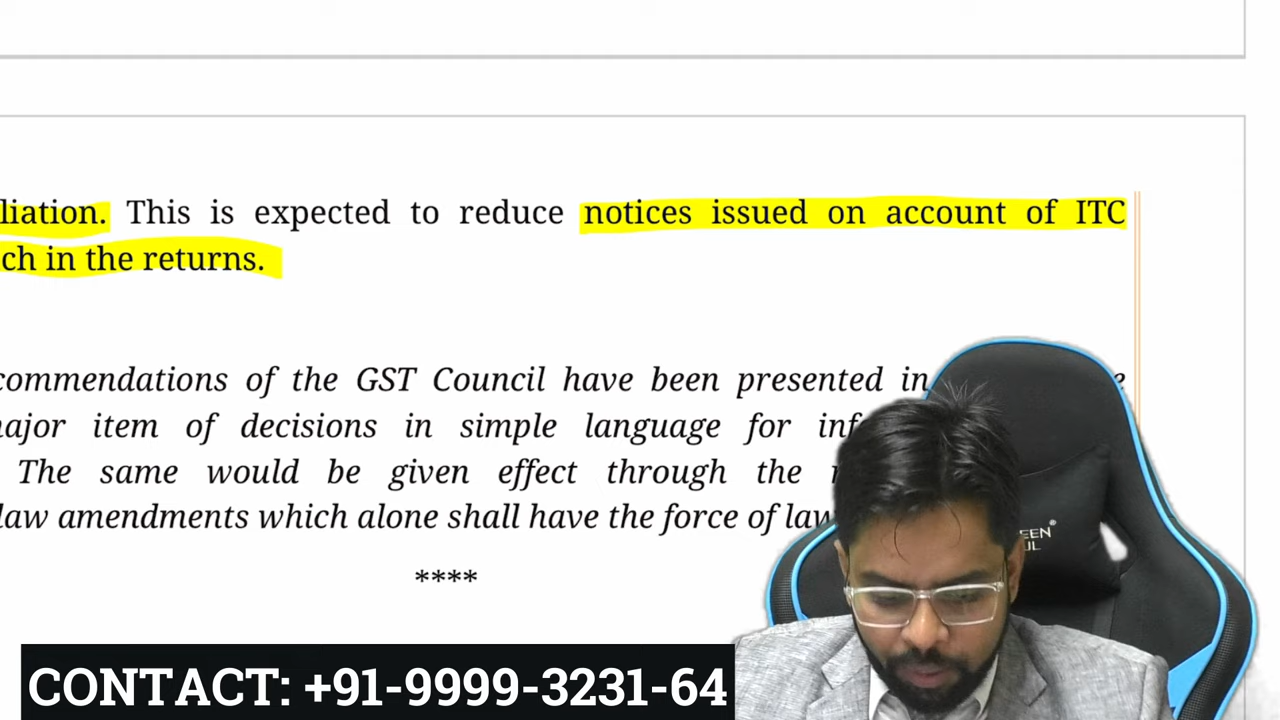 liation. This is expected to reduce notices issued on account of ITC
ch in the returns.
commendations of the GST Council have been presented in
ajor item of decisions in simple language for
The same would be given effect through the
law amendments which alone shall have the force of law
****
CONTACT: +91-9999-3231-64